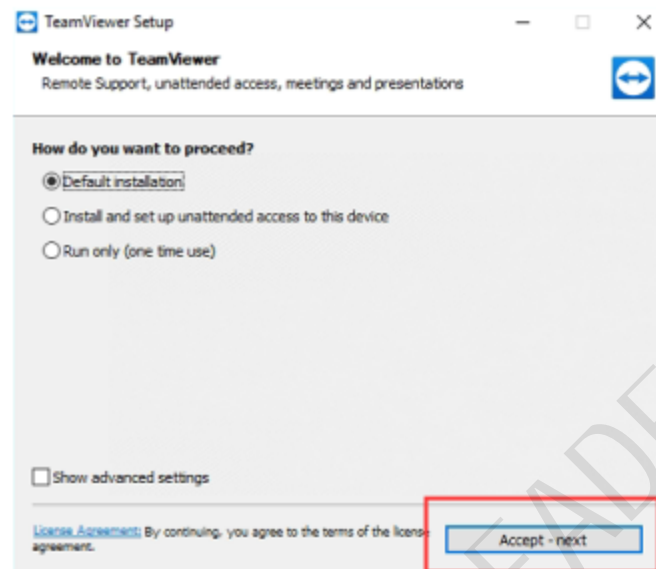 TeamViewer Setup
Welcome to TeamViewer
Remote Support, unattended access, meetings and presentations
How do you want to proceed?
Default installation
Install and set up unattended access to this device
Run only (one time use)
Show advanced settings
License Agreement: By continuing, you agree to the terms of the license
agreement.
Accept - next